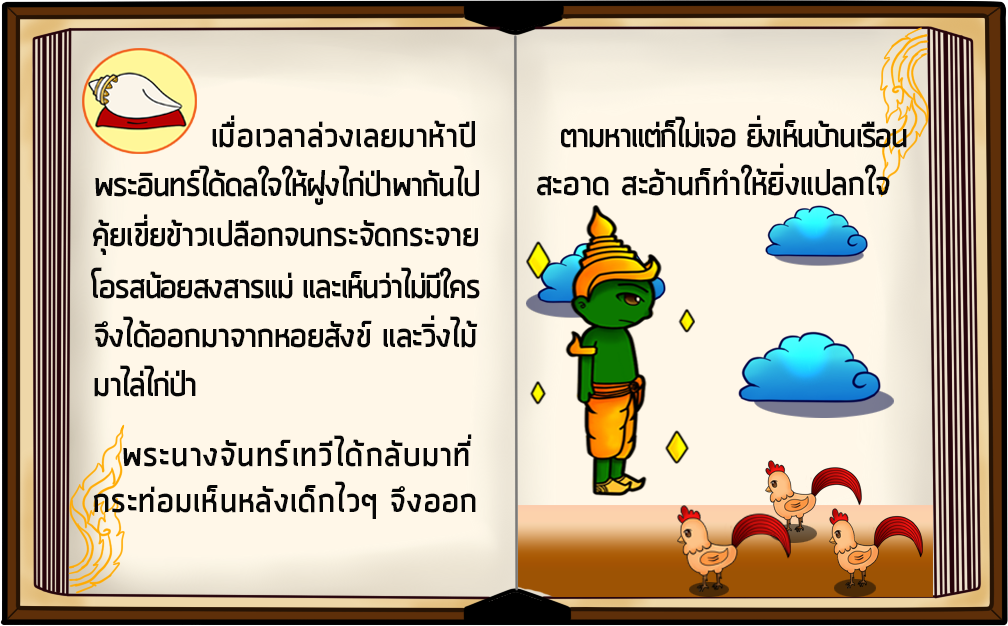 เมื่อเวลาล่วงเลยมาห้าปี
พระอินทร์ได้ดลใจให้ฝูงไก่ป่าพากันไป
คุ้ยเขี่ยข้าวเปลือกจนกระจัดกระจาย
โอรสน้อยสงสารแม่ และเห็นว่าไม่มีใคร
จึงได้ออกมาจากหอยสังข์ และวิ่งไม้
มาไล่ไก่ป่า
พระนางจันทร์เทวีได้กลับมาที่
กระท่อมเห็นหลังเด็กไวๆ จึงออก
ตามหาแต่ก็ไม่เจอ ยิ่งเห็นบ้านเรือน
สะอาด สะอ้านก็ทำให้ยิ่งแปลกใจ